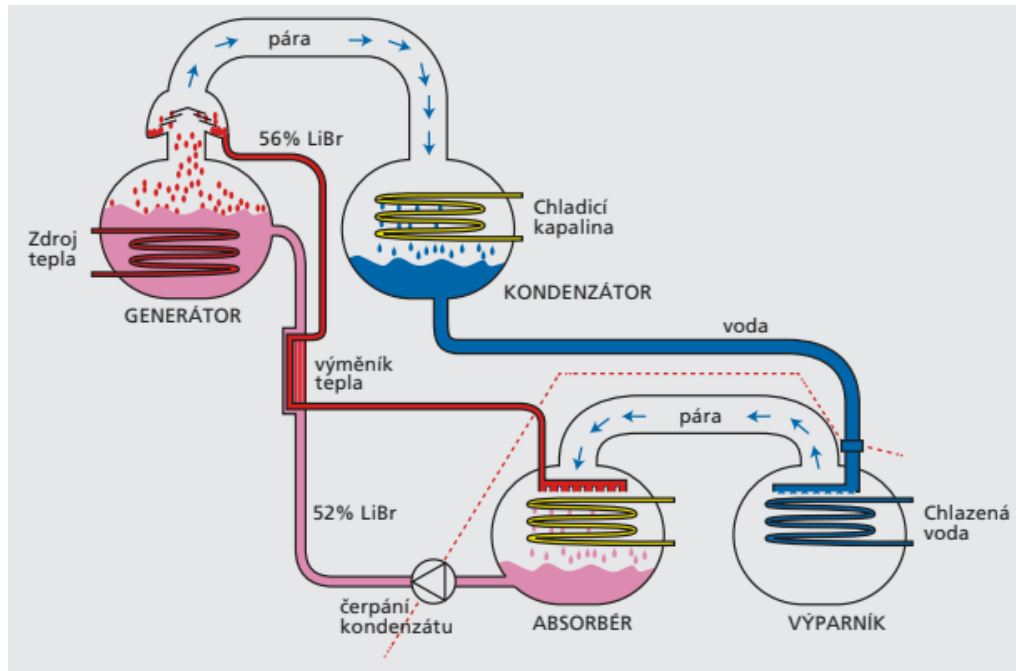 pára
56% LiBr
Zdroj
tepla
Chladicí
kapalina
GENERÁTOR
KONDENZÁTOR
voda
výměník
tepla
pára
52% LiBr
Chlazená
voda
čerpání
kondenzátu
ABSORBÉR
VÝPARNÍK